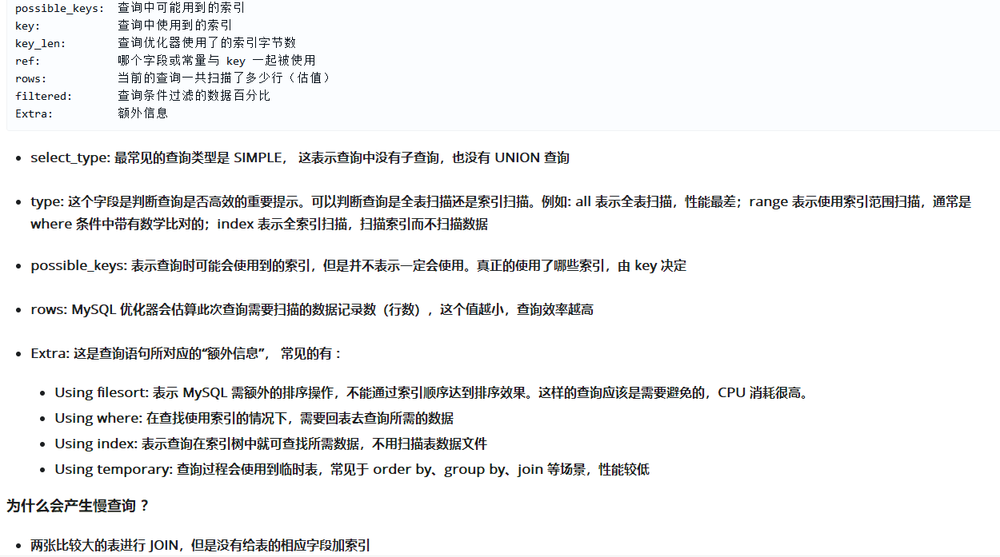 possible_keys: 查询中可能用到的索引
key: 查询中使用到的索引
key_len: 查询优化器使用了的索引字节数
ref: 哪个字段或常量与 key 一起被使用
rows: 当前的查询一共扫描了多少行（估值）
filtered: 查询条件过滤的数据百分比
Extra: 额外信息
• select_type: 最常见的查询类型是 SIMPLE， 这表示查询中没有子查询，也没有 UNION 查询
• type: 这个字段是判断查询是否高效的重要提示。可以判断查询是全表扫描还是索引扫描。例如: all 表示全表扫描，性能最差；range 表示使用索引范围扫描，通常是
where 条件中带有数学比对的；index 表示全索引扫描，扫描索引而不扫描数据
• possible_keys: 表示查询时可能会使用到的索引，但是并不表示一定会使用。真正的使用了哪些索引，由 key 决定
• rows: MySQL 优化器会估算此次查询需要扫描的数据记录数（行数），这个值越小，查询效率越高
• Extra: 这是查询语句所对应的“额外信息”， 常见的有：
• Using filesort: 表示 MySQL 需额外的排序操作，不能通过索引顺序达到排序效果。这样的查询应该是需要避免的，CPU 消耗很高。
• Using where: 在查找使用索引的情况下，需要回表去查询所需的数据
• Using index: 表示查询在索引树中就可查找所需数据，不用扫描表数据文件
• Using temporary: 查询过程会使用到临时表，常见于 order by、group by、join 等场景，性能较低
为什么会产生慢查询？
• 两张比较大的表进行 JOIN，但是没有给表的相应字段加索引